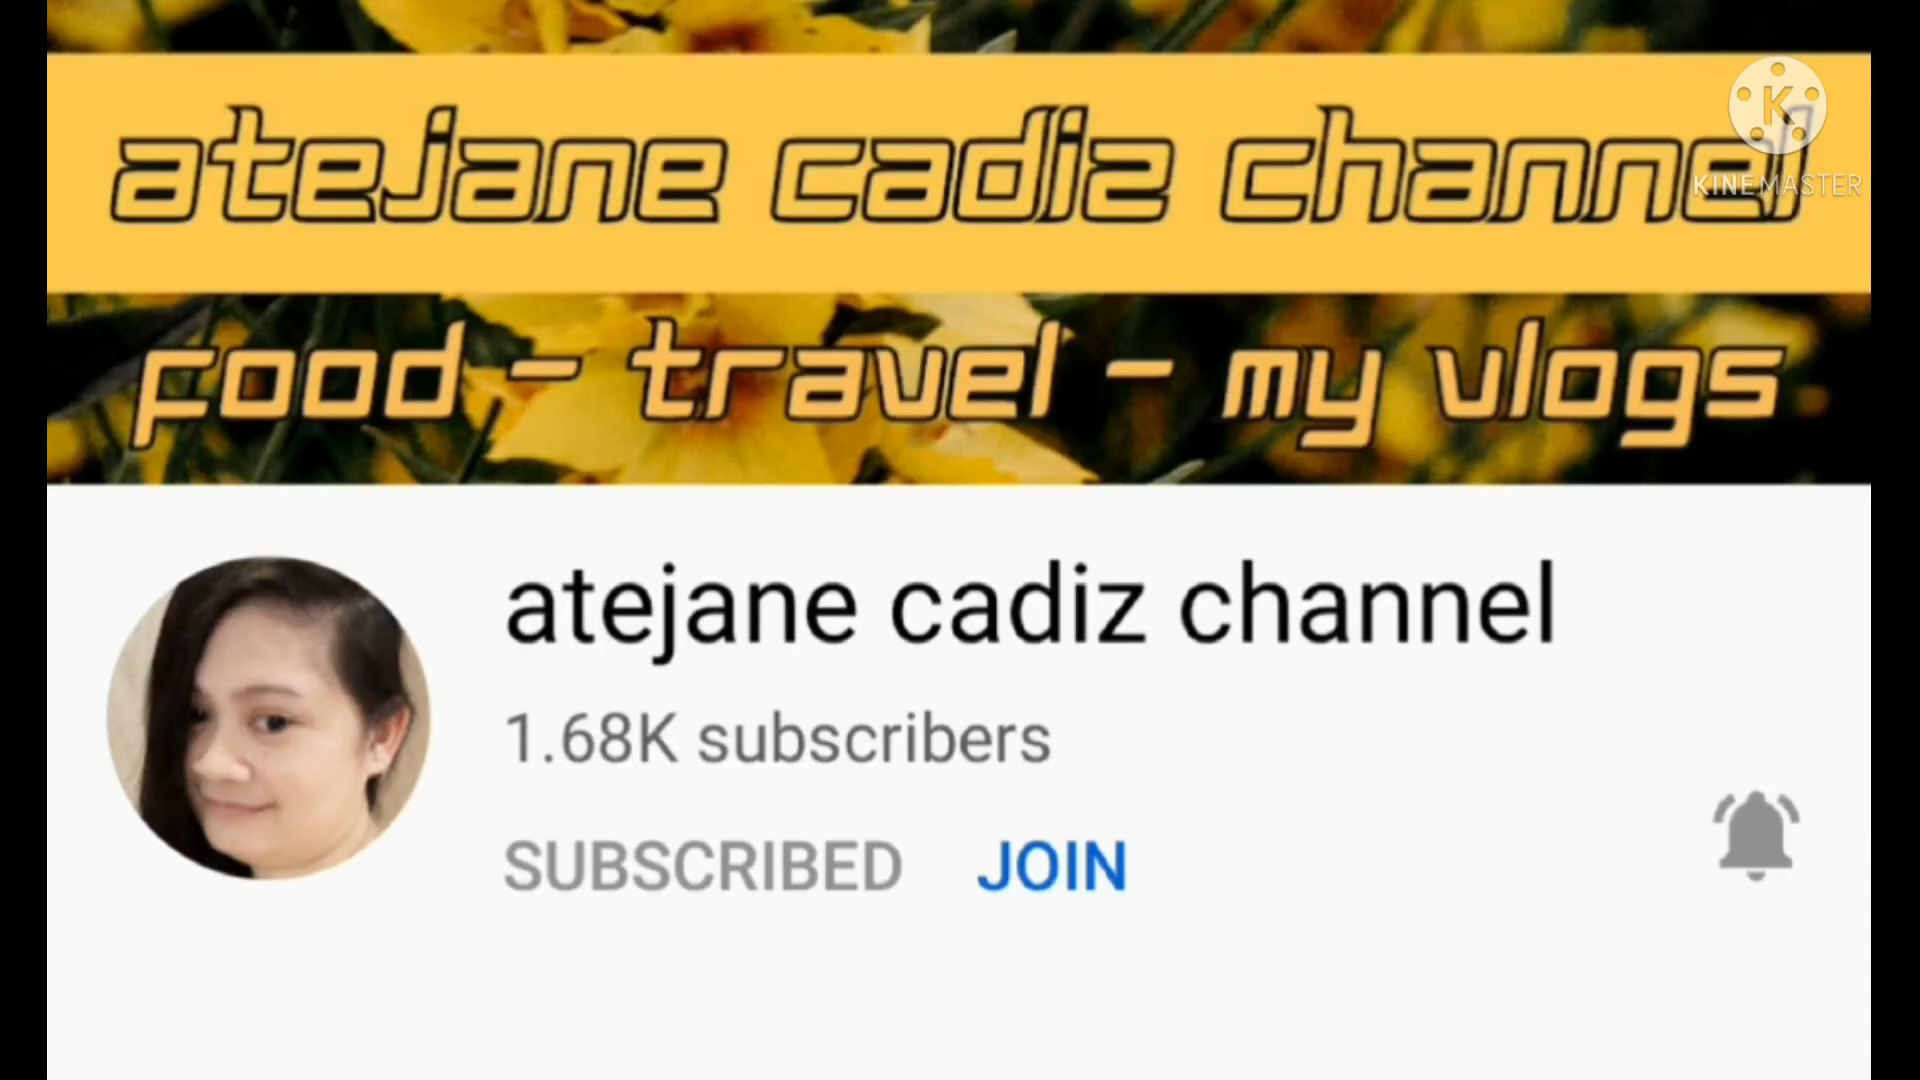 atejane cadiz channel
K
KINEMASTER
food - travel - my vlogs
atejane cadiz channel
1.68K subscribers
SUBSCRIBED JOIN